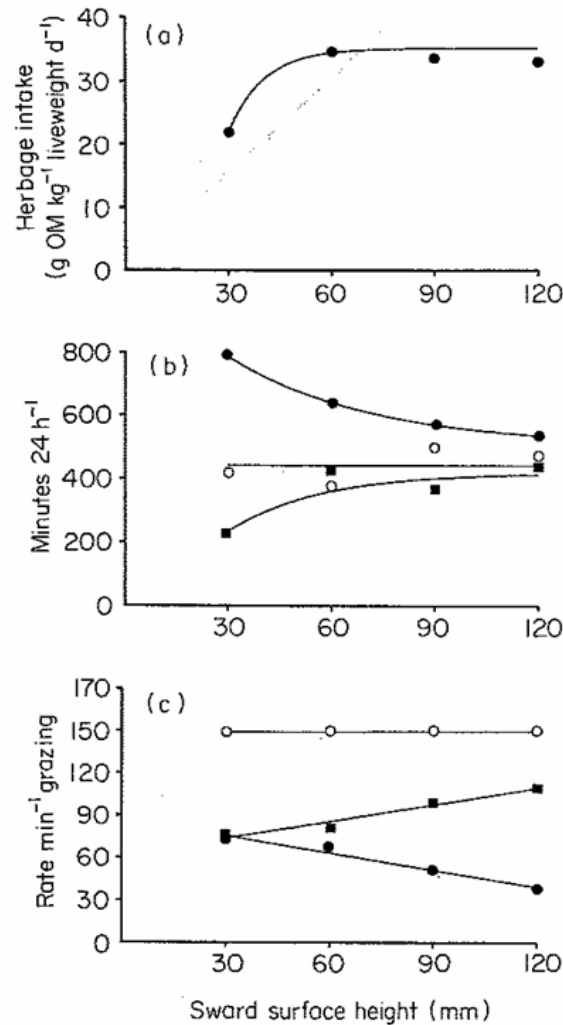 (a)
Herbage intake
(g OM kg⁻¹ liveweight d⁻¹)
40
30
20
10
0
30 60 90 120
(b)
Minutes 24 h⁻¹
800
600
400
200
0
30 60 90 120
(c)
Rate min⁻¹ grazing
170
150
120
90
60
30
0
30 60 90 120
Sward surface height (mm)